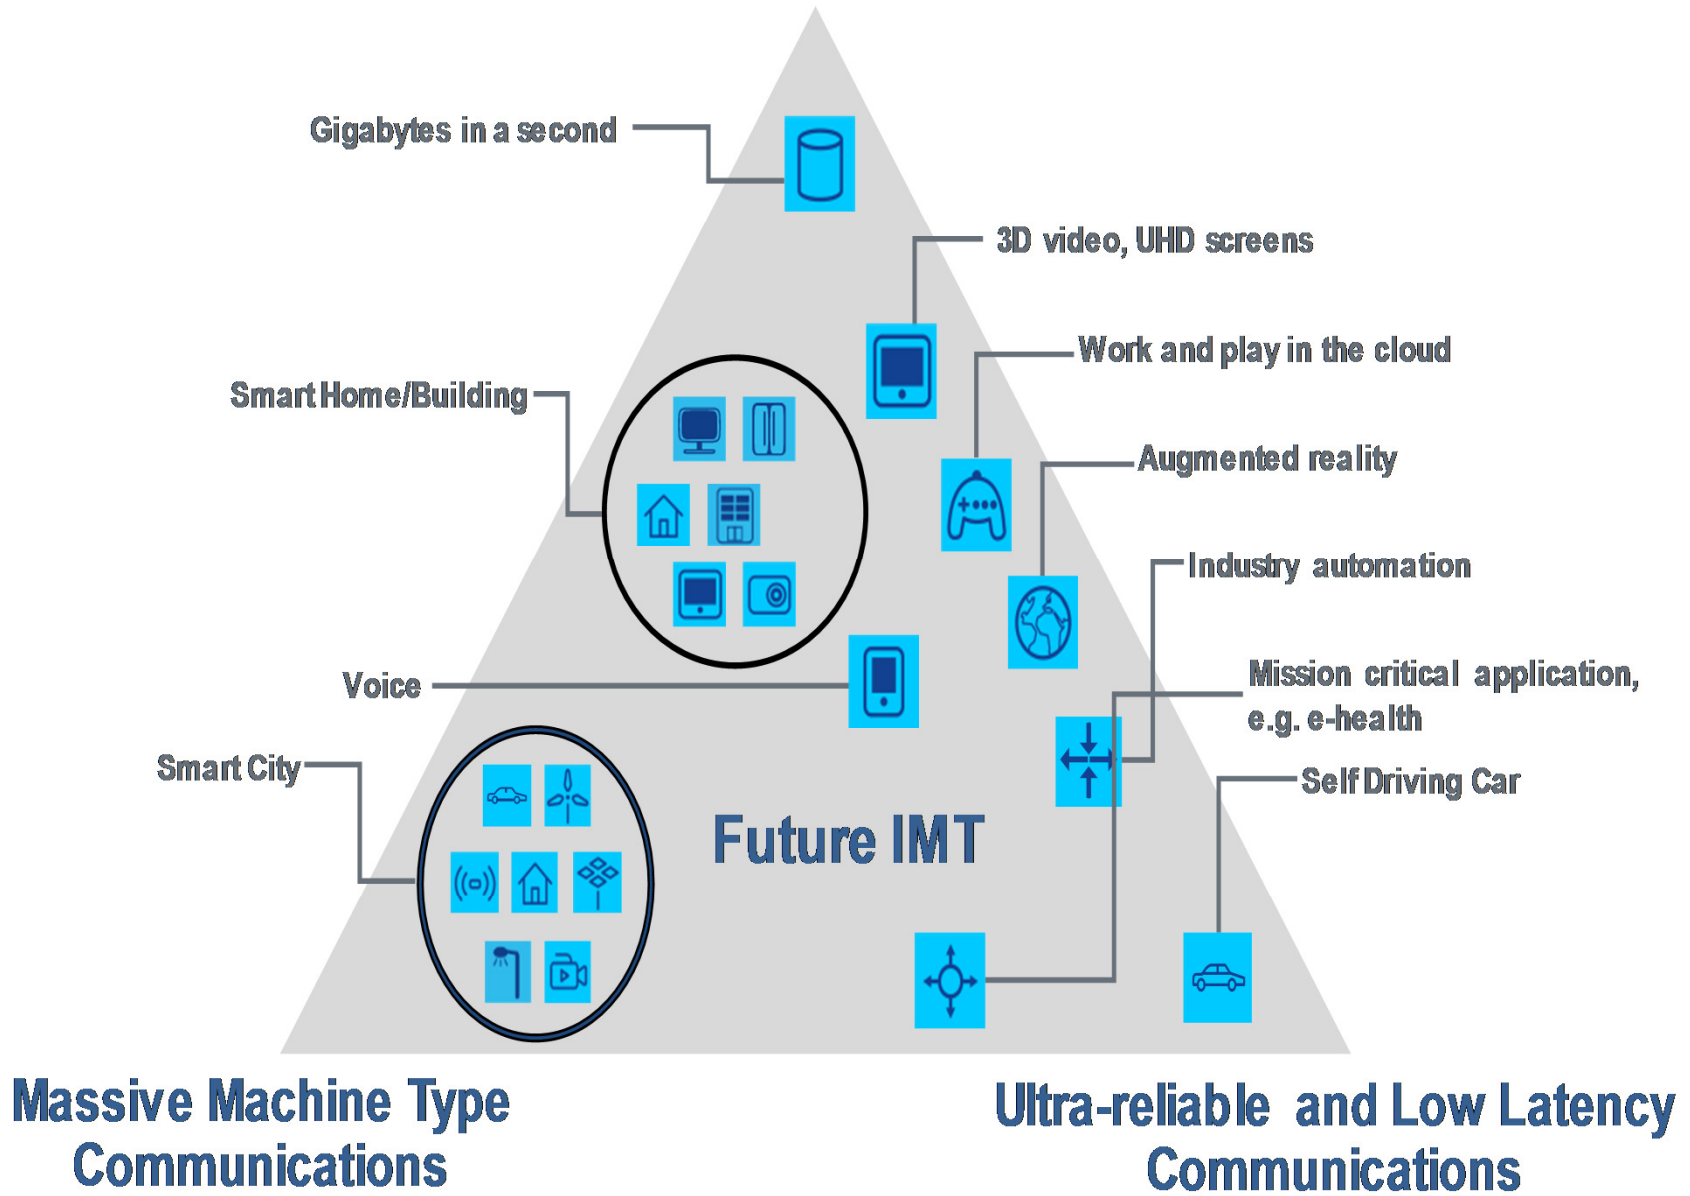 Gigabytes in a second
3D video, UHD screens
Work and play in the cloud
Smart Home/Building
Augmented reality
Industry automation
Mission critical application,
e.g. e-health
Voice
Smart City
Self Driving Car
Future IMT
Massive Machine Type
Communications
Ultra-reliable and Low Latency
Communications